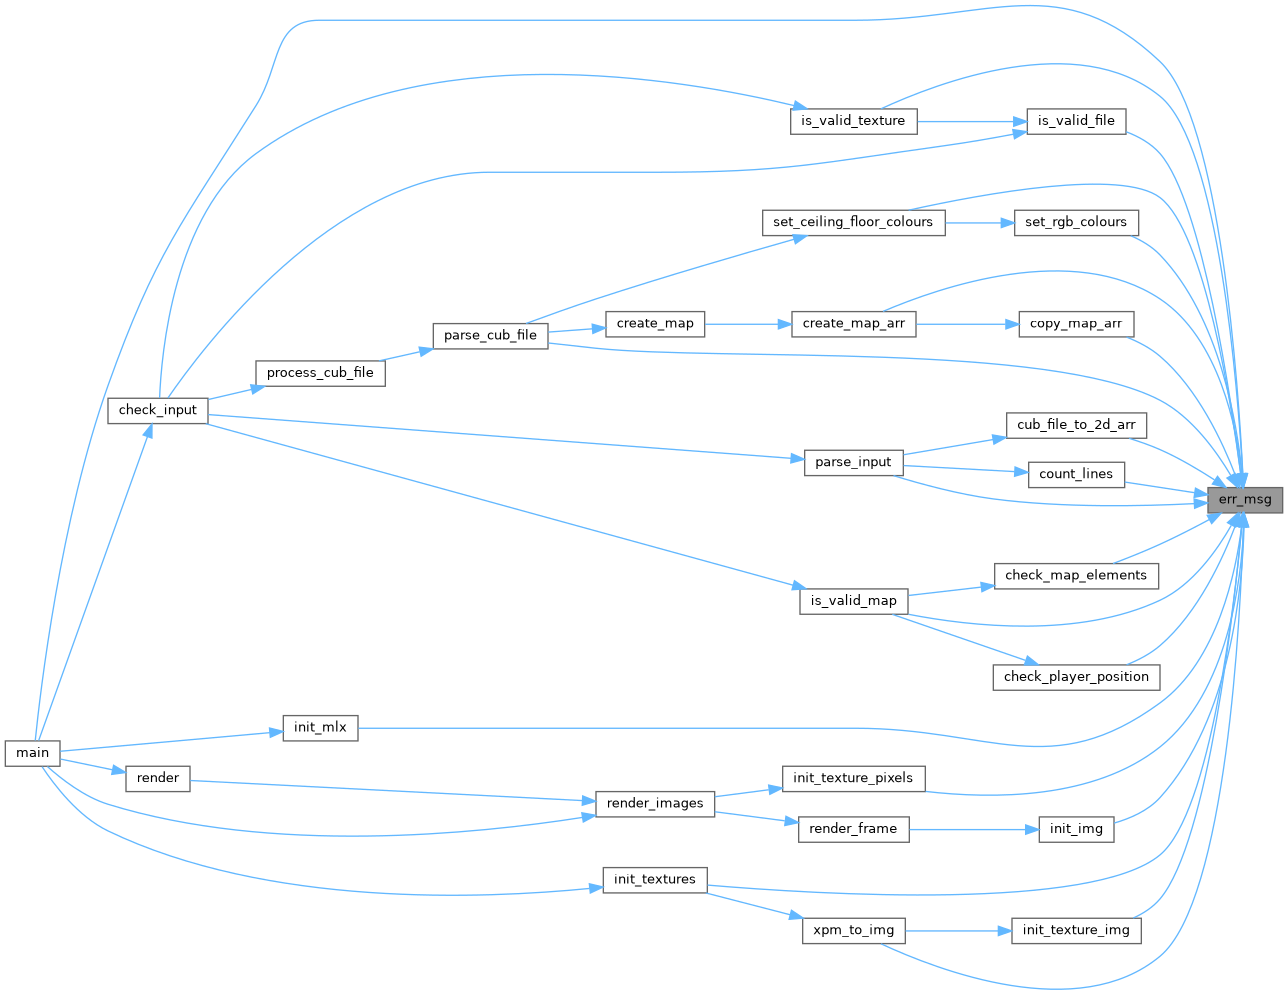 is_valid_texture
is_valid_file
set_ceiling_floor_colours
set_rgb_colours
parse_cub_file
create_map
create_map_arr
copy_map_arr
process_cub_file
check_input
cub_file_to_2d_arr
parse_input
count_lines
err_msg
check_map_elements
is_valid_map
check_player_position
init_mlx
main
render
init_texture_pixels
render_images
render_frame
init_img
init_textures
xpm_to_img
init_texture_img